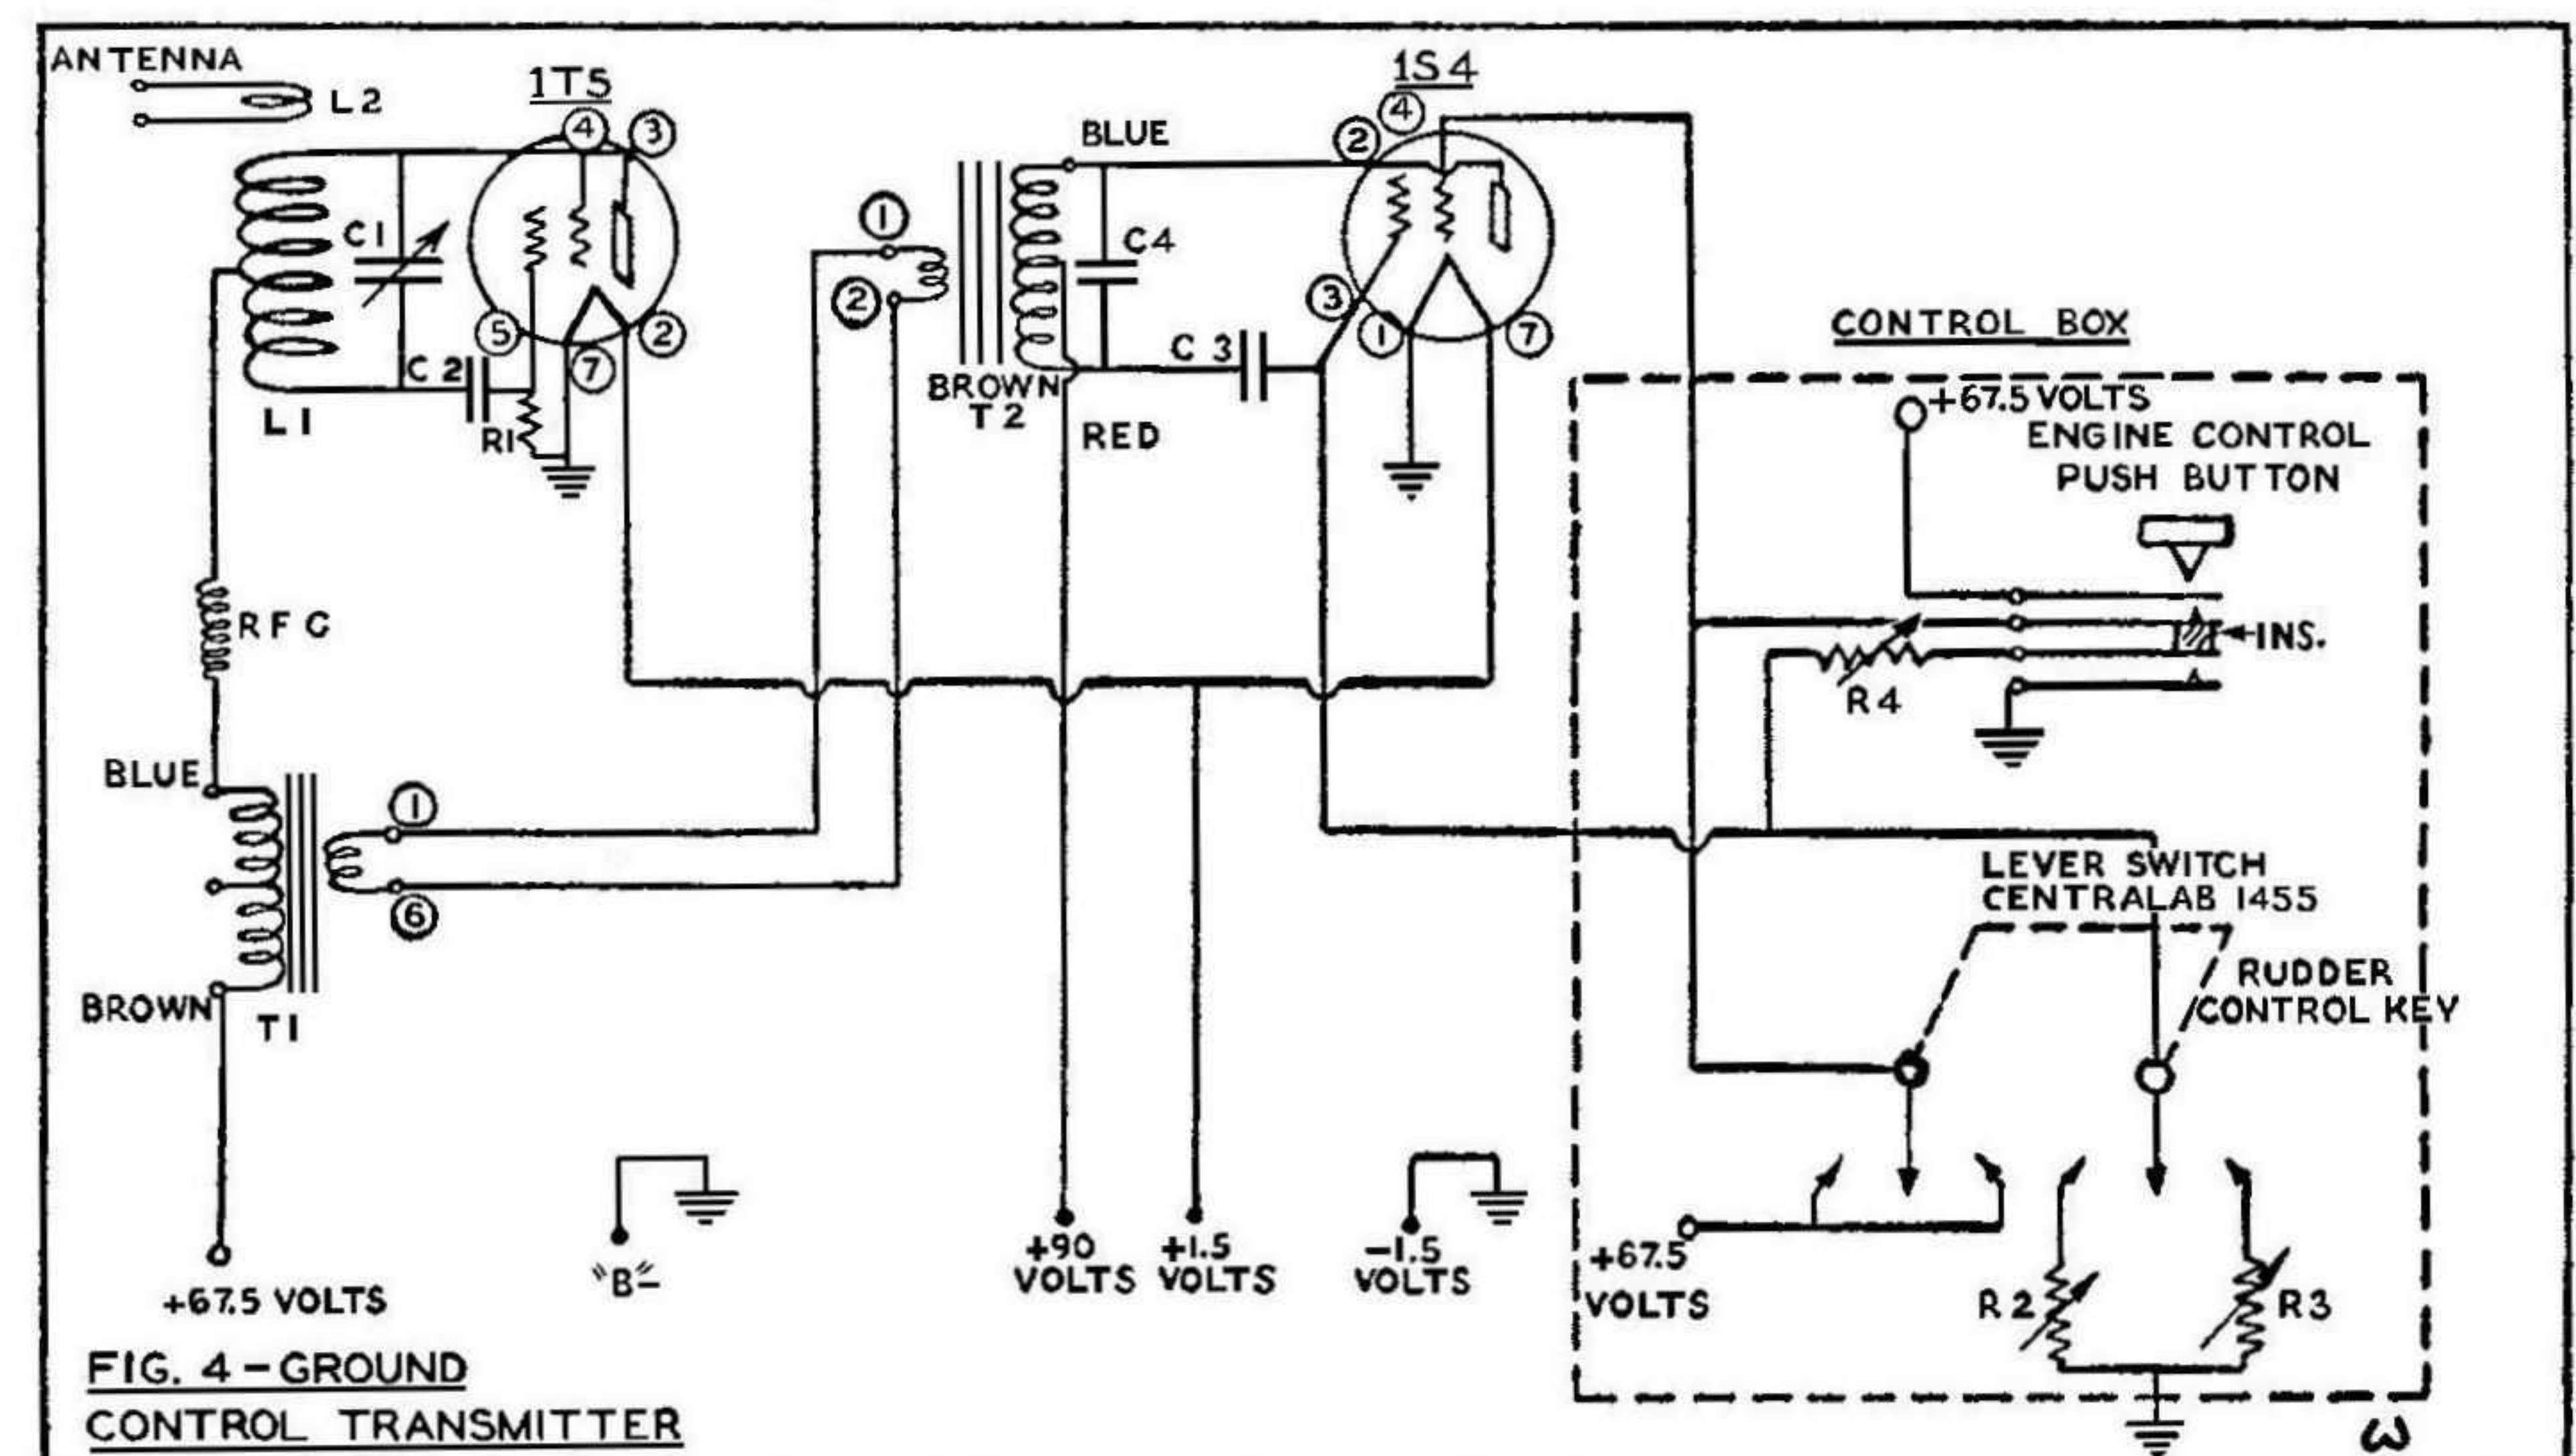 ANTENNA
L2
1T5
4
3
C1
5
2
C2
7
L1
R1
RFC
BLUE
1
6
BROWN
T1
+67.5 VOLTS
1S4
4
2
BLUE
1
2
C4
3
C3
1
7
BROWN
T2
RED
CONTROL BOX
+67.5 VOLTS
ENGINE CONTROL
PUSH BUTTON
INS.
R4
LEVER SWITCH
CENTRALAB 1455
RUDDER
CONTROL KEY
"B"-
+90
VOLTS
+1.5
VOLTS
-1.5
VOLTS
+67.5
VOLTS
R2
R3
FIG. 4 - GROUND
CONTROL TRANSMITTER